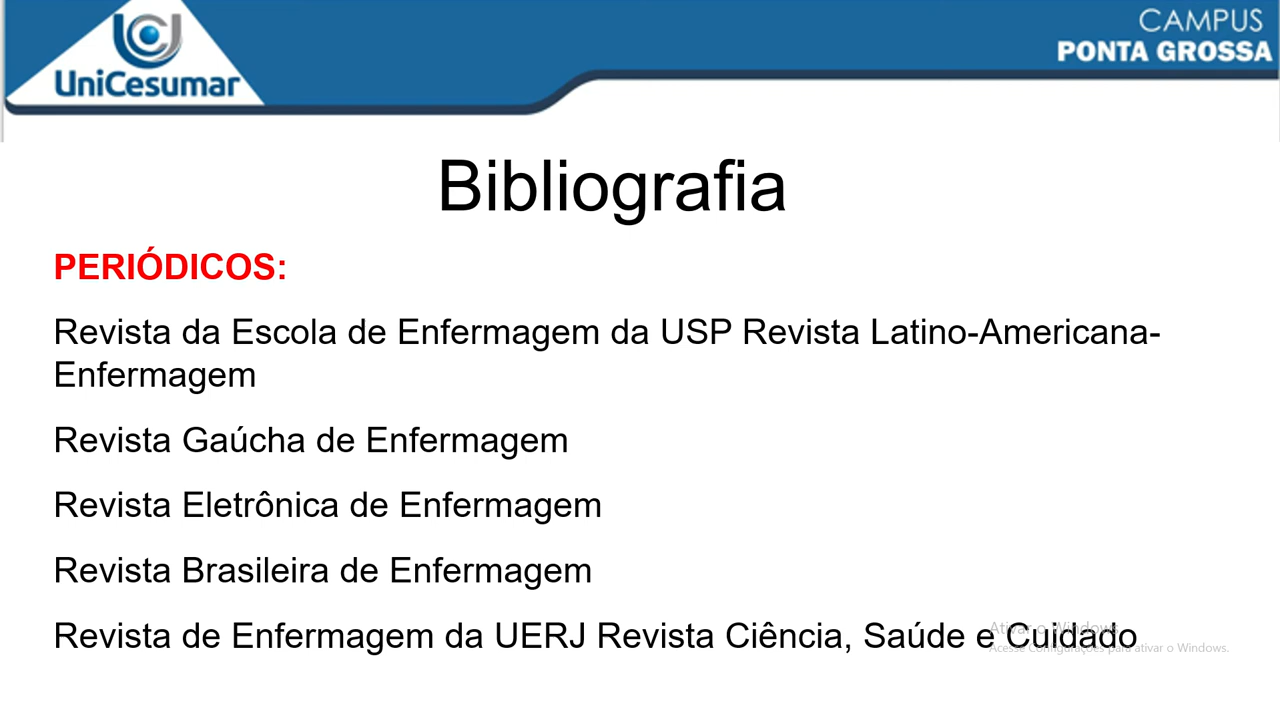 CAMPUS
PONTA GROSSA
UniCesumar
Bibliografia
PERIÓDICOS:
Revista da Escola de Enfermagem da USP Revista Latino-Americana-
Enfermagem
Revista Gaúcha de Enfermagem
Revista Eletrônica de Enfermagem
Revista Brasileira de Enfermagem
Revista de Enfermagem da UERJ Revista Ciência, Saúde e Cuidado
Ativar o Windows
Acesse Configurações para ativar o Windows.